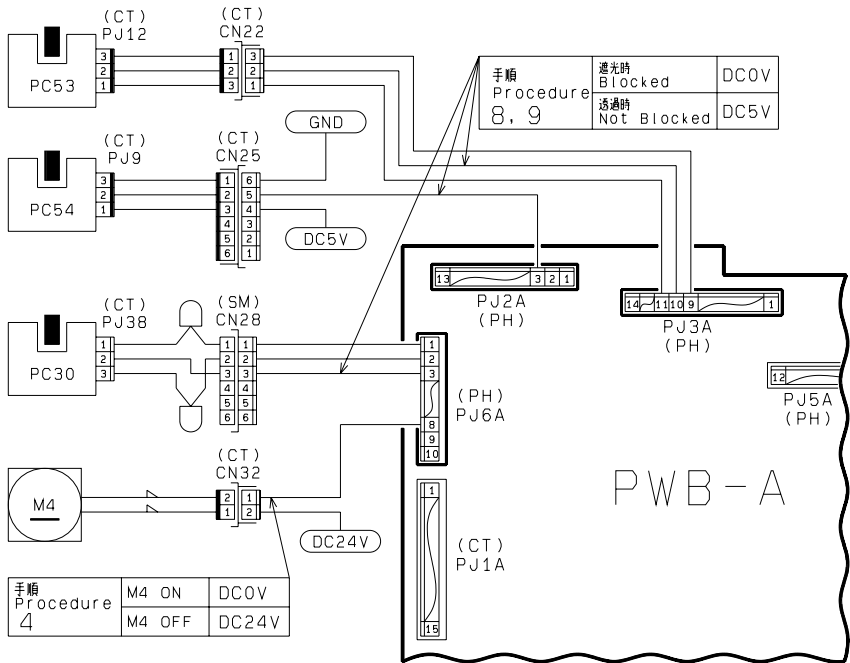 (CT)
PJ12
(CT)
CN22
PC53
3
2
1
1
2
3
3
2
1
手順
Procedure
8, 9
遮光時
Blocked
DC0V
透過時
Not Blocked
DC5V
GND
(CT)
PJ9
(CT)
CN25
PC54
3
2
1
1
2
3
4
5
6
6
5
4
3
2
1
DC5V
13
3
2
1
PJ2A
(PH)
14
11
10
9
1
PJ3A
(PH)
(CT)
PJ38
(SM)
CN28
PC30
1
2
3
1
2
3
4
5
6
1
2
3
4
5
6
1
2
3
8
9
10
(PH)
PJ6A
12
PJ5A
(PH)
(CT)
CN32
M4
2
1
1
2
DC24V
PWB-A
1
15
(CT)
PJ1A
手順
Procedure
4
M4 ON
DC0V
M4 OFF
DC24V